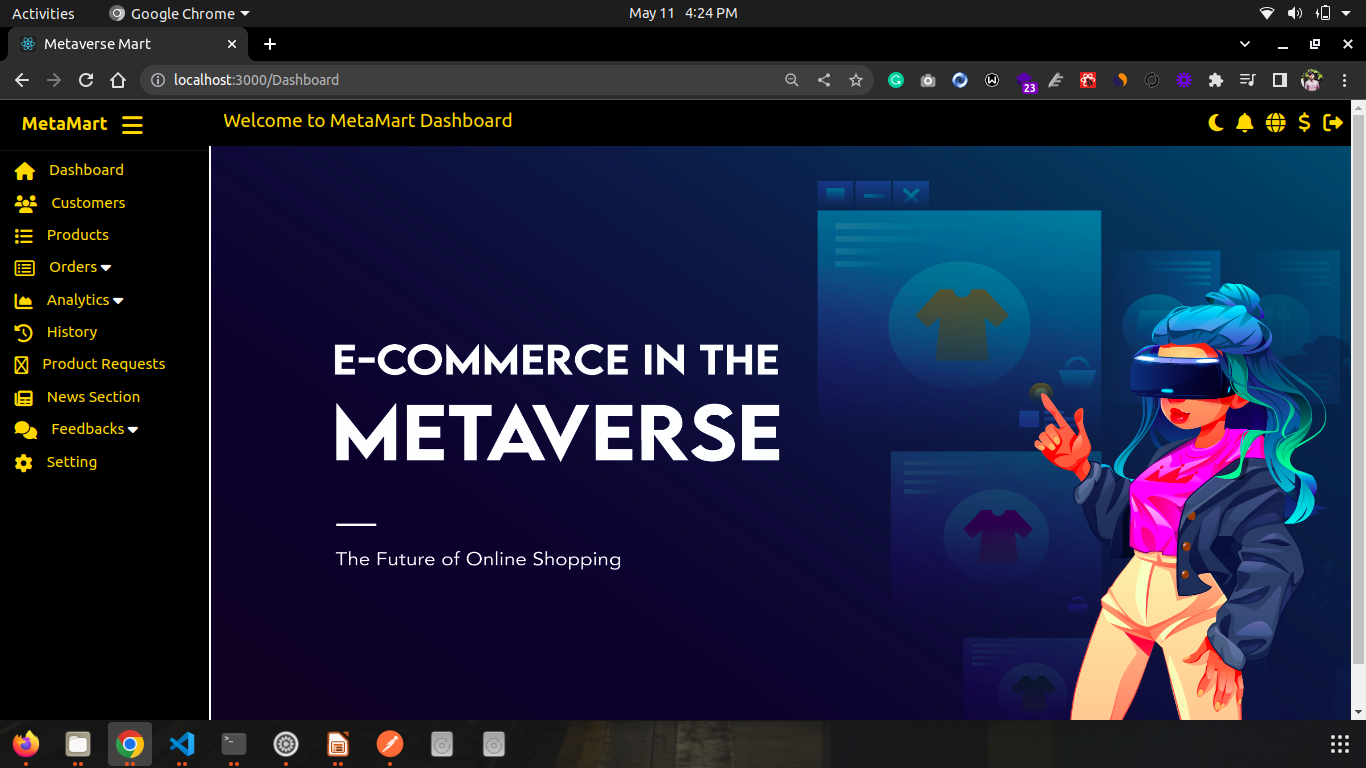 Activities
Google Chrome
May 11 4:24 PM
Metaverse Mart
localhost:3000/Dashboard
23
MetaMart
Welcome to MetaMart Dashboard
$
Dashboard
Customers
Products
Orders
Analytics
History
Product Requests
News Section
Feedbacks
Setting
E-COMMERCE IN THE
METAVERSE
The Future of Online Shopping